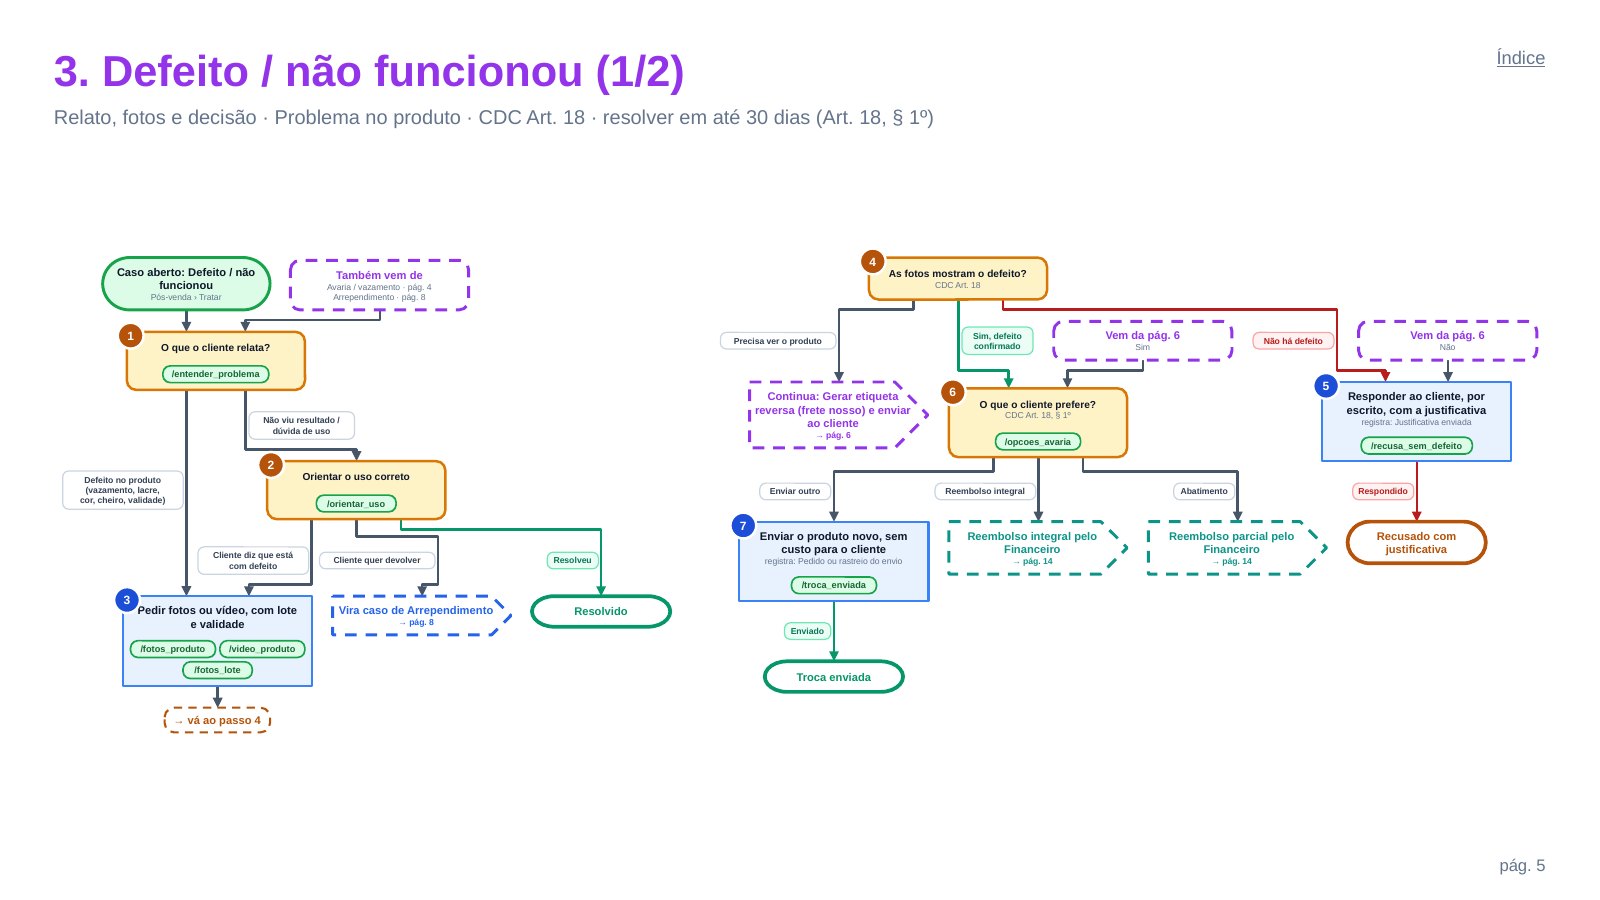 3. Defeito / não funcionou (1/2)
Índice
Relato, fotos e decisão · Problema no produto · CDC Art. 18 · resolver em até 30 dias (Art. 18, § 1º)
Caso aberto: Defeito / não
funcionou
Pós-venda › Tratar
Também vem de
Avaria / vazamento · pág. 4
Arrependimento · pág. 8
1
O que o cliente relata?
/entender_problema
Não viu resultado /
dúvida de uso
2
Orientar o uso correto
/orientar_uso
Defeito no produto
(vazamento, lacre,
cor, cheiro, validade)
Cliente diz que está
com defeito
Cliente quer devolver
Resolveu
3
Pedir fotos ou vídeo, com lote
e validade
/fotos_produto
/video_produto
/fotos_lote
Vira caso de Arrependimento
→ pág. 8
Resolvido
→ vá ao passo 4
4
As fotos mostram o defeito?
CDC Art. 18
Precisa ver o produto
Sim, defeito
confirmado
Vem da pág. 6
Sim
Não há defeito
Vem da pág. 6
Não
Continua: Gerar etiqueta
reversa (frete nosso) e enviar
ao cliente
→ pág. 6
6
O que o cliente prefere?
CDC Art. 18, § 1º
/opcoes_avaria
5
Responder ao cliente, por
escrito, com a justificativa
registra: Justificativa enviada
/recusa_sem_defeito
Enviar outro
Reembolso integral
Abatimento
Respondido
7
Enviar o produto novo, sem
custo para o cliente
registra: Pedido ou rastreio do envio
/troca_enviada
Reembolso integral pelo
Financeiro
→ pág. 14
Reembolso parcial pelo
Financeiro
→ pág. 14
Recusado com
justificativa
Enviado
Troca enviada
pág. 5